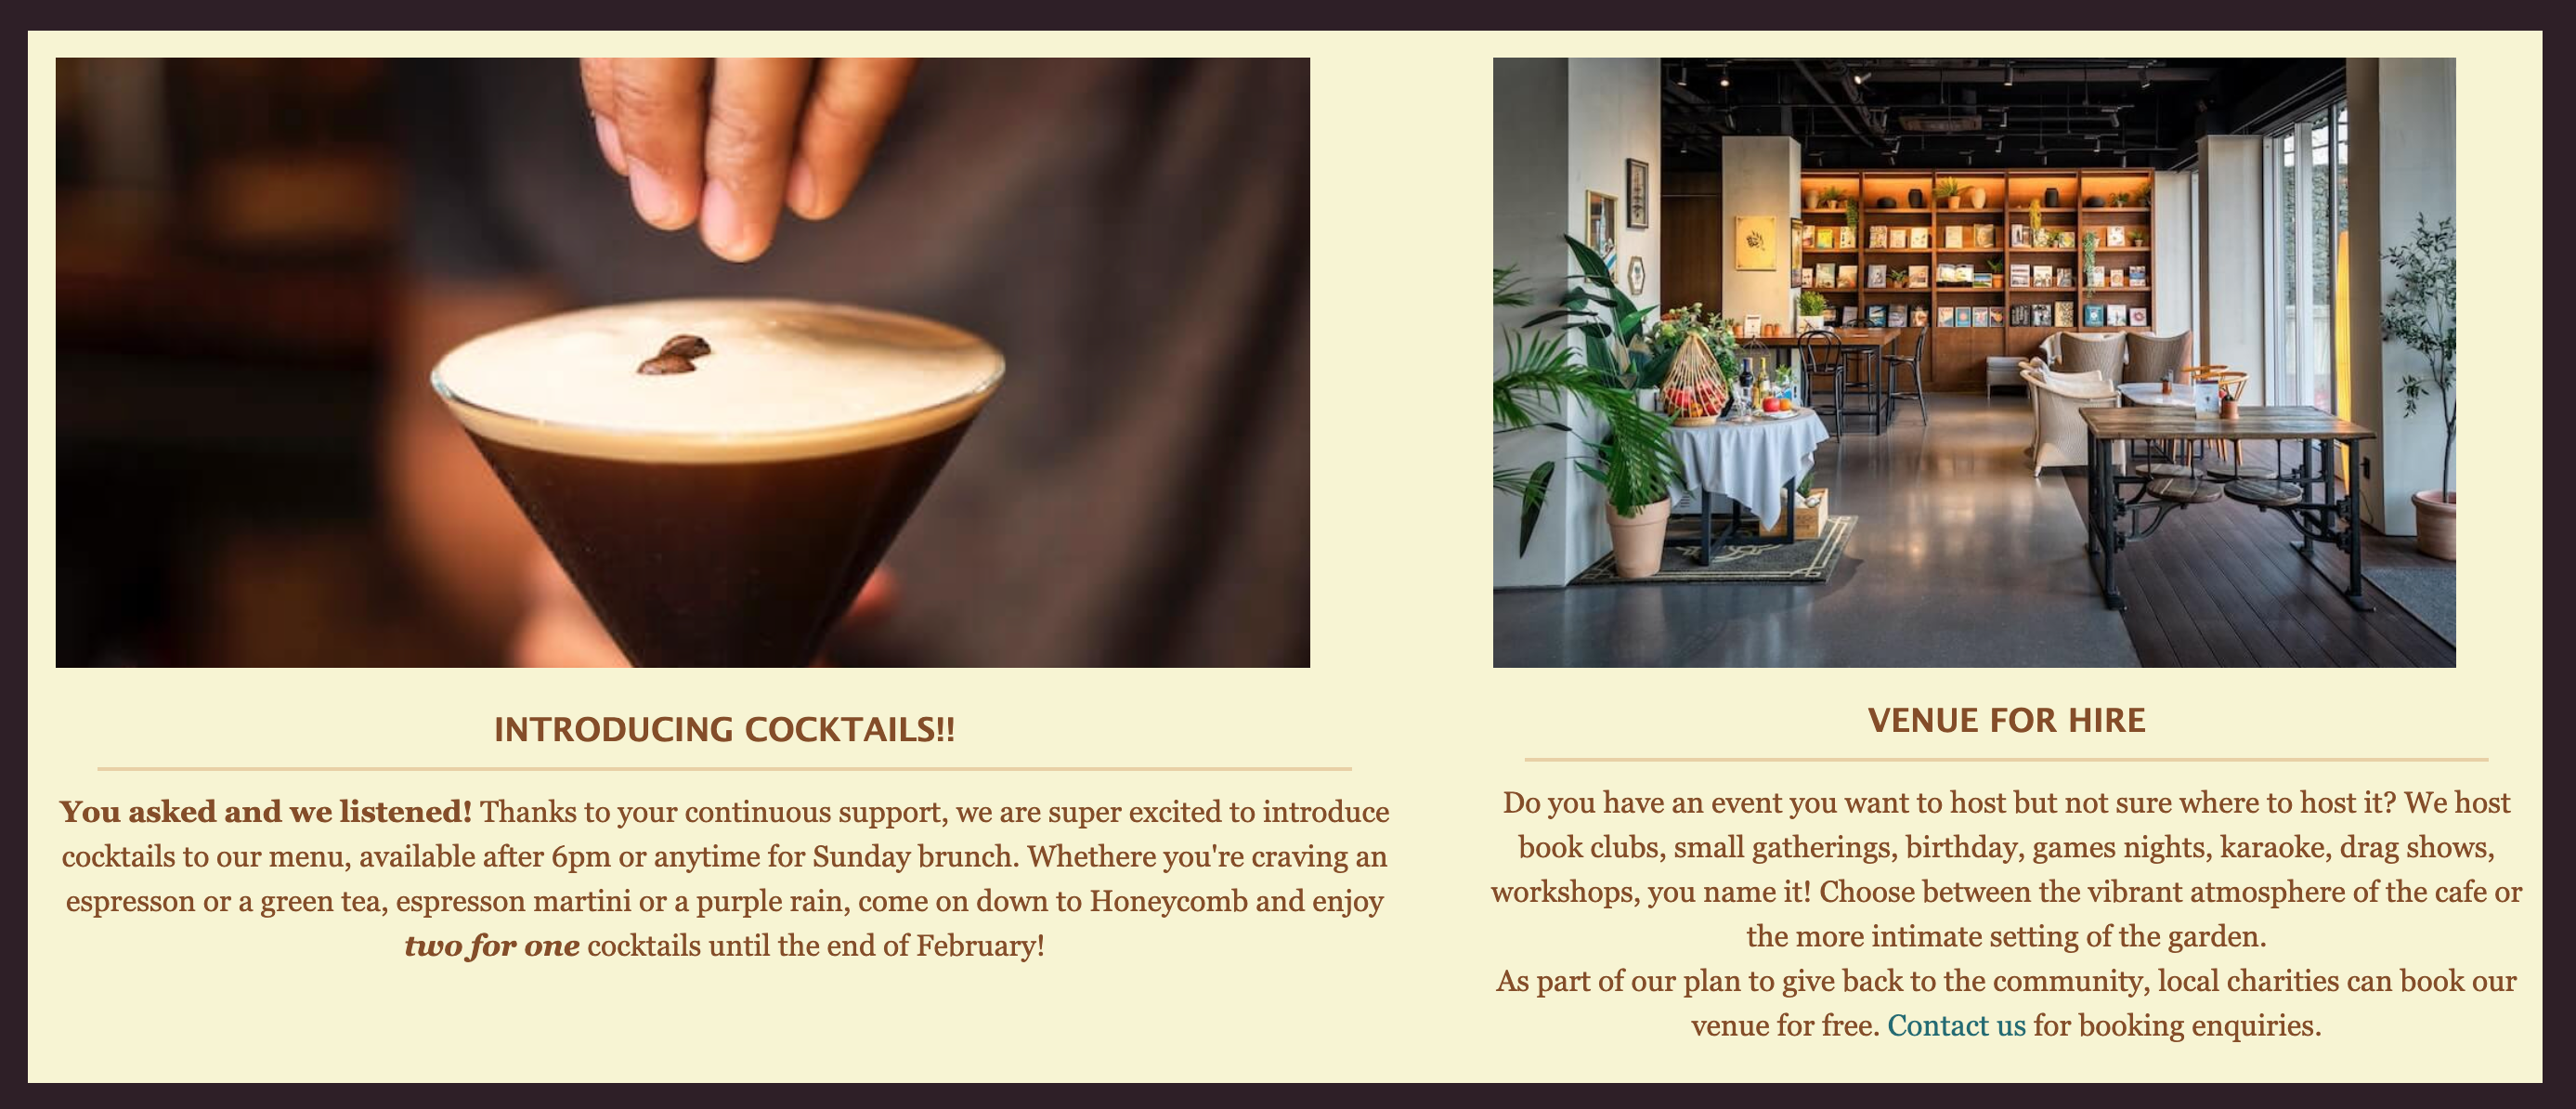 INTRODUCING COCKTAILS!!
You asked and we listened! Thanks to your continuous support, we are super excited to introduce
cocktails to our menu, available after 6pm or anytime for Sunday brunch. Whethere you're craving an
espresso or a green tea, espresso martini or a purple rain, come on down to Honeycomb and enjoy
two for one cocktails until the end of February!
VENUE FOR HIRE
Do you have an event you want to host but not sure where to host it? We host
book clubs, small gatherings, birthday, games nights, karaoke, drag shows,
workshops, you name it! Choose between the vibrant atmosphere of the cafe or
the more intimate setting of the garden.
As part of our plan to give back to the community, local charities can book our
venue for free. Contact us for booking enquiries.